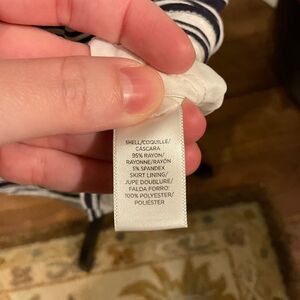 SHELL/COQUILLE/
CÁSCARA
95% RAYON/
RAYONNE/RAYÓN
5% SPANDEX
SKIRT LINING/
JUPE DOUBLURE/
FALDA FORRO:
100% POLYESTER/
POLIÉSTER